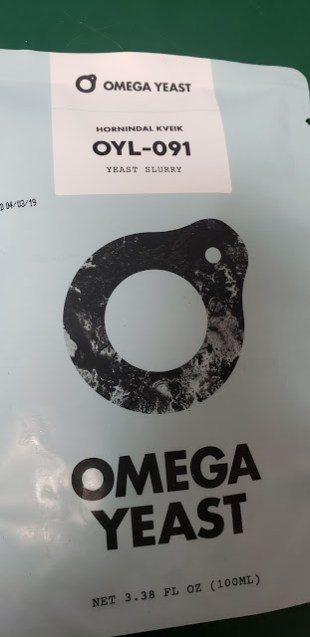 OMEGA YEAST
HORNINDAL KVEIK
OYL-091
YEAST SLURRY
04/03/19
OMEGA
YEAST
NET 3.38 FL OZ (100ML)